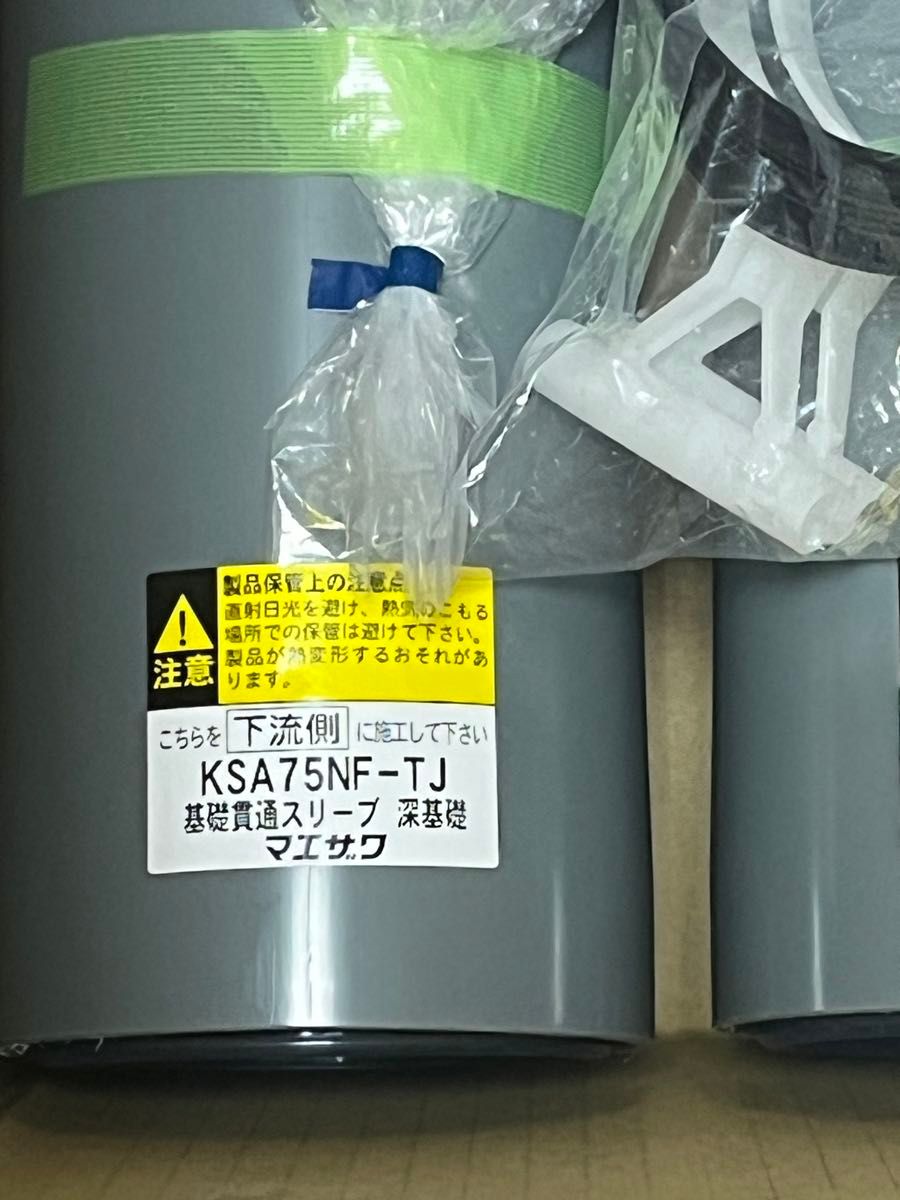 注意
製品保管上の注意点
直射日光を避け、熱気のこもる
場所での保管は避けて下さい。
製品が熱変形するおそれがあ
ります。
こちらを 下流側 に施工して下さい
KSA75NF-TJ
基礎貫通スリーブ 深基礎
マエザワ